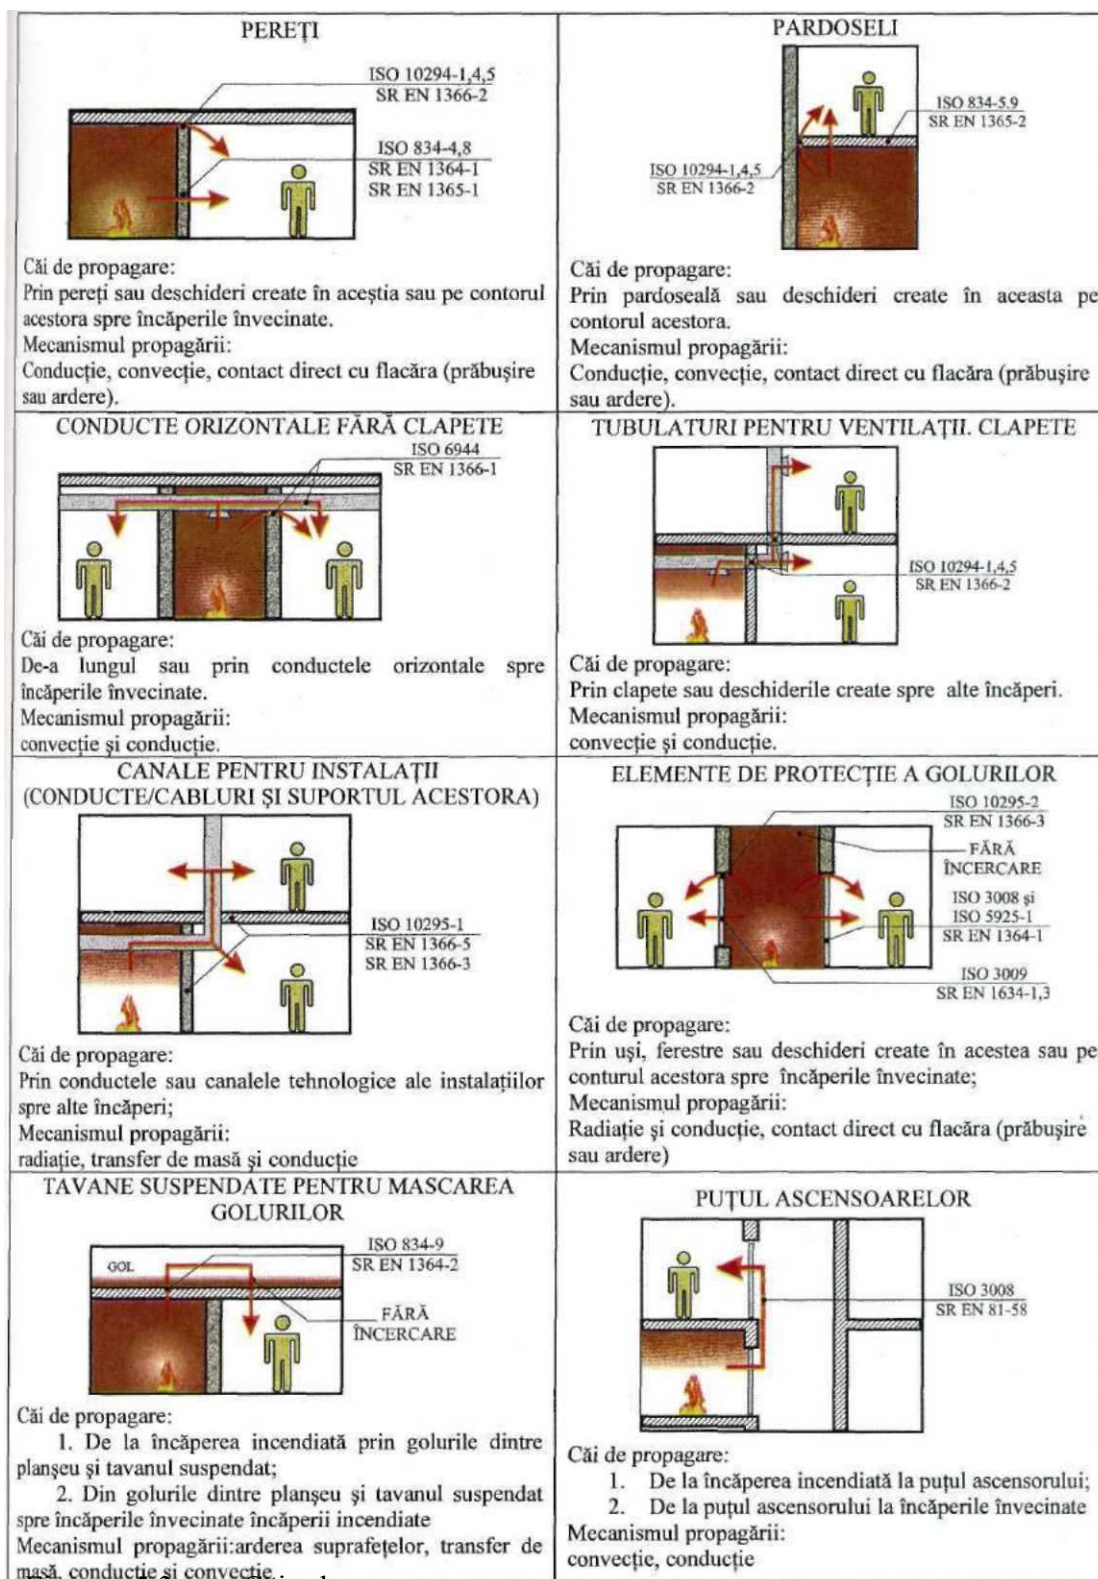 PEREȚI
ISO 10294-1,4,5
SR EN 1366-2
ISO 834-4,8
SR EN 1364-1
SR EN 1365-1
Căi de propagare:
Prin pereți sau deschideri create în aceștia sau pe contorul
acestora spre încăperile învecinate.
Mecanismul propagării:
Conducție, convecție, contact direct cu flacăra (prăbușire
sau ardere).
PARDOSELI
ISO 834-5.9
SR EN 1365-2
ISO 10294-1,4,5
SR EN 1366-2
Căi de propagare:
Prin pardoseală sau deschideri create în aceasta pe
contorul acestora.
Mecanismul propagării:
Conducție, convecție, contact direct cu flacăra (prăbușire
sau ardere).
CONDUCTE ORIZONTALE FĂRĂ CLAPETE
ISO 6944
SR EN 1366-1
Căi de propagare:
De-a lungul sau prin conductele orizontale spre
încăperile învecinate.
Mecanismul propagării:
convecție și conducție.
TUBULATURI PENTRU VENTILAȚII. CLAPETE
ISO 10294-1,4,5
SR EN 1366-2
Căi de propagare:
Prin clapete sau deschiderile create spre alte încăperi.
Mecanismul propagării:
convecție și conducție.
CANALE PENTRU INSTALAȚII
(CONDUCTE/CABLURI ȘI SUPORTUL ACESTORA)
ISO 10295-1
SR EN 1366-5
SR EN 1366-3
Căi de propagare:
Prin conductele sau canalele tehnologice ale instalațiilor
spre alte încăperi;
Mecanismul propagării:
radiație, transfer de masă și conducție
ELEMENTE DE PROTECȚIE A GOLURILOR
ISO 10295-2
SR EN 1366-3
FĂRĂ
ÎNCERCARE
ISO 3008 și
ISO 5925-1
SR EN 1364-1
ISO 3009
SR EN 1634-1,3
Căi de propagare:
Prin uși, ferestre sau deschideri create în acestea sau pe
conturul acestora spre încăperile învecinate;
Mecanismul propagării:
Radiație și conducție, contact direct cu flacăra (prăbușire
sau ardere)
TAVANE SUSPENDATE PENTRU MASCAREA
GOLURILOR
GOL
ISO 834-9
SR EN 1364-2
FĂRĂ
ÎNCERCARE
Căi de propagare:
1. De la încăperea incendiată prin golurile dintre
planșeu și tavanul suspendat;
2. Din golurile dintre planșeu și tavanul suspendat
spre încăperile învecinate încăperii incendiate
Mecanismul propagării:arderea suprafețelor, transfer de
masă, conducție și convecție
PUȚUL ASCENSOARELOR
ISO 3008
SR EN 81-58
Căi de propagare:
1. De la încăperea incendiată la puțul ascensorului;
2. De la puțul ascensorului la încăperile învecinate
Mecanismul propagării:
convecție, conducție